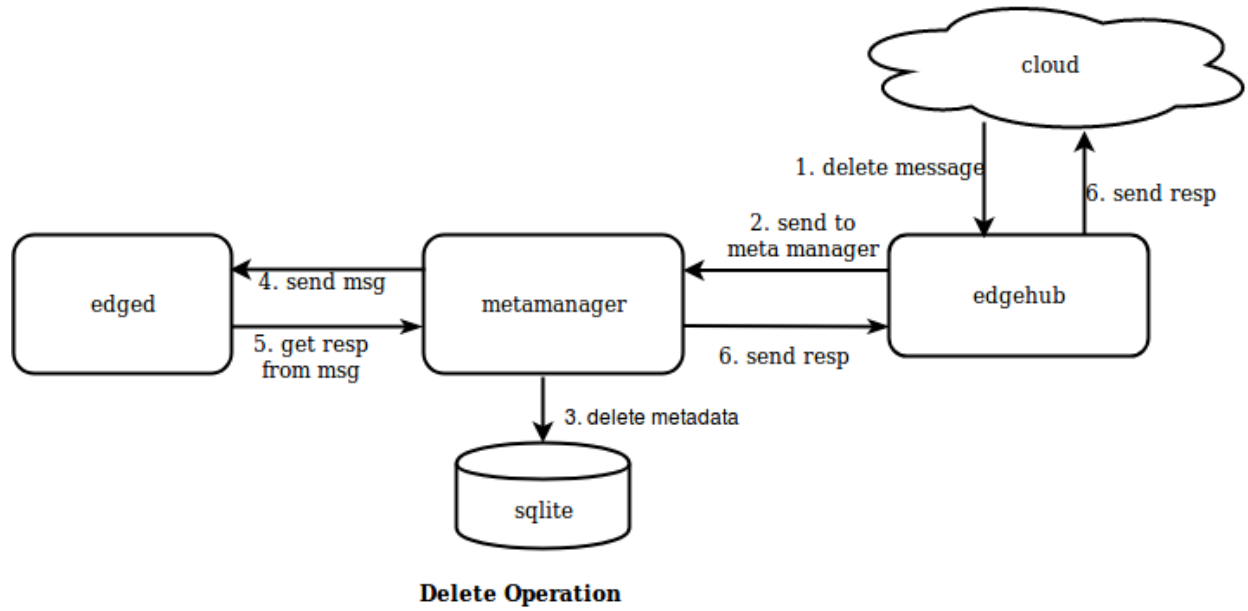 cloud
1. delete message
6. send resp
2. send to
meta manager
4. send msg
edged
metamanager
edgehub
5. get resp
from msg
6. send resp
3. delete metadata
sqlite
Delete Operation